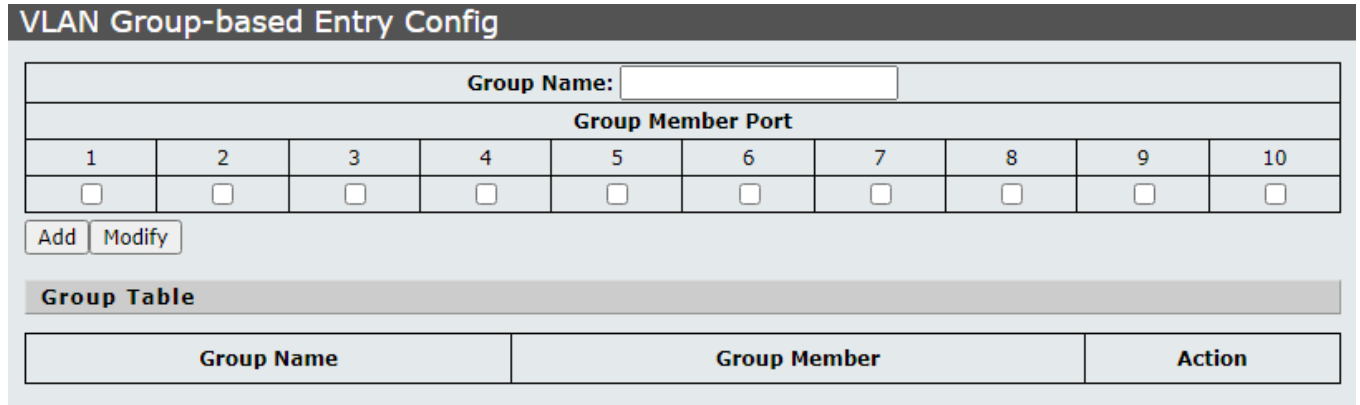 VLAN Group-based Entry Config
Group Name:
Group Member Port
1 2 3 4 5 6 7 8 9 10
Add Modify
Group Table
Group Name Group Member Action